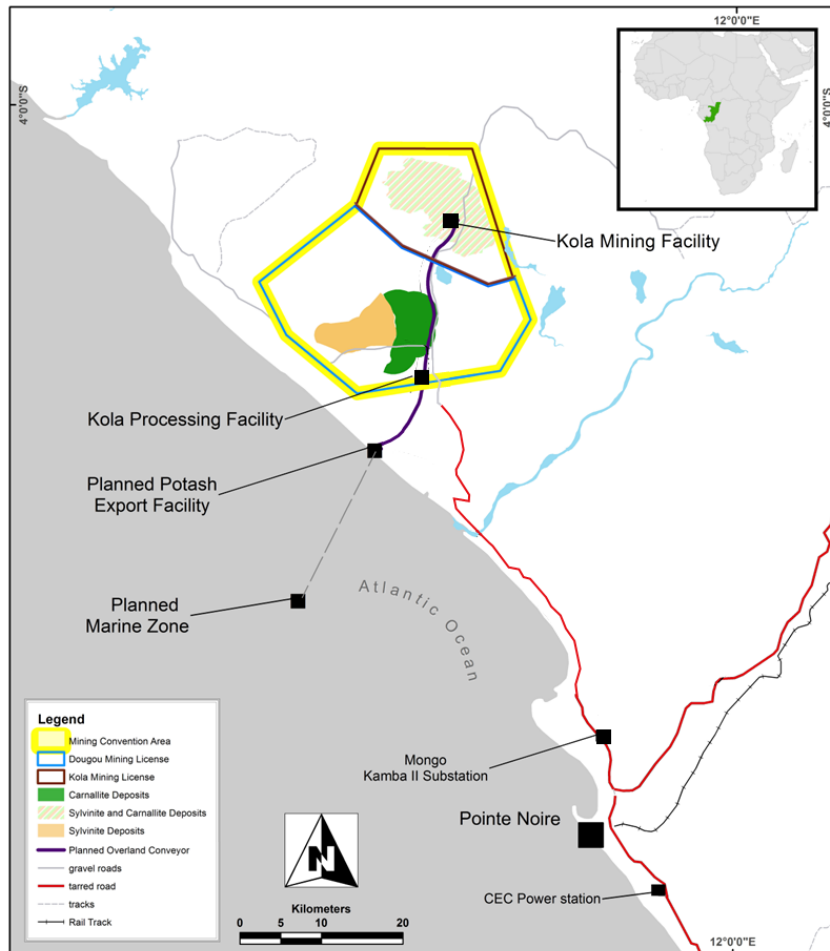 12°0'0"E
4°0'0"S
4°0'0"S
Kola Mining Facility
Kola Processing Facility
Planned Potash
Export Facility
Planned
Marine Zone
Atlantic Ocean
Legend
Mining Convention Area
Dougou Mining License
Kola Mining License
Carnallite Deposits
Sylvinite and Carnallite Deposits
Sylvinite Deposits
Planned Overland Conveyor
gravel roads
tarred road
tracks
Rail Track
N
Kilometers
0 5 10 20
Mongo
Kamba II Substation
Pointe Noire
CEC Power station
12°0'0"E